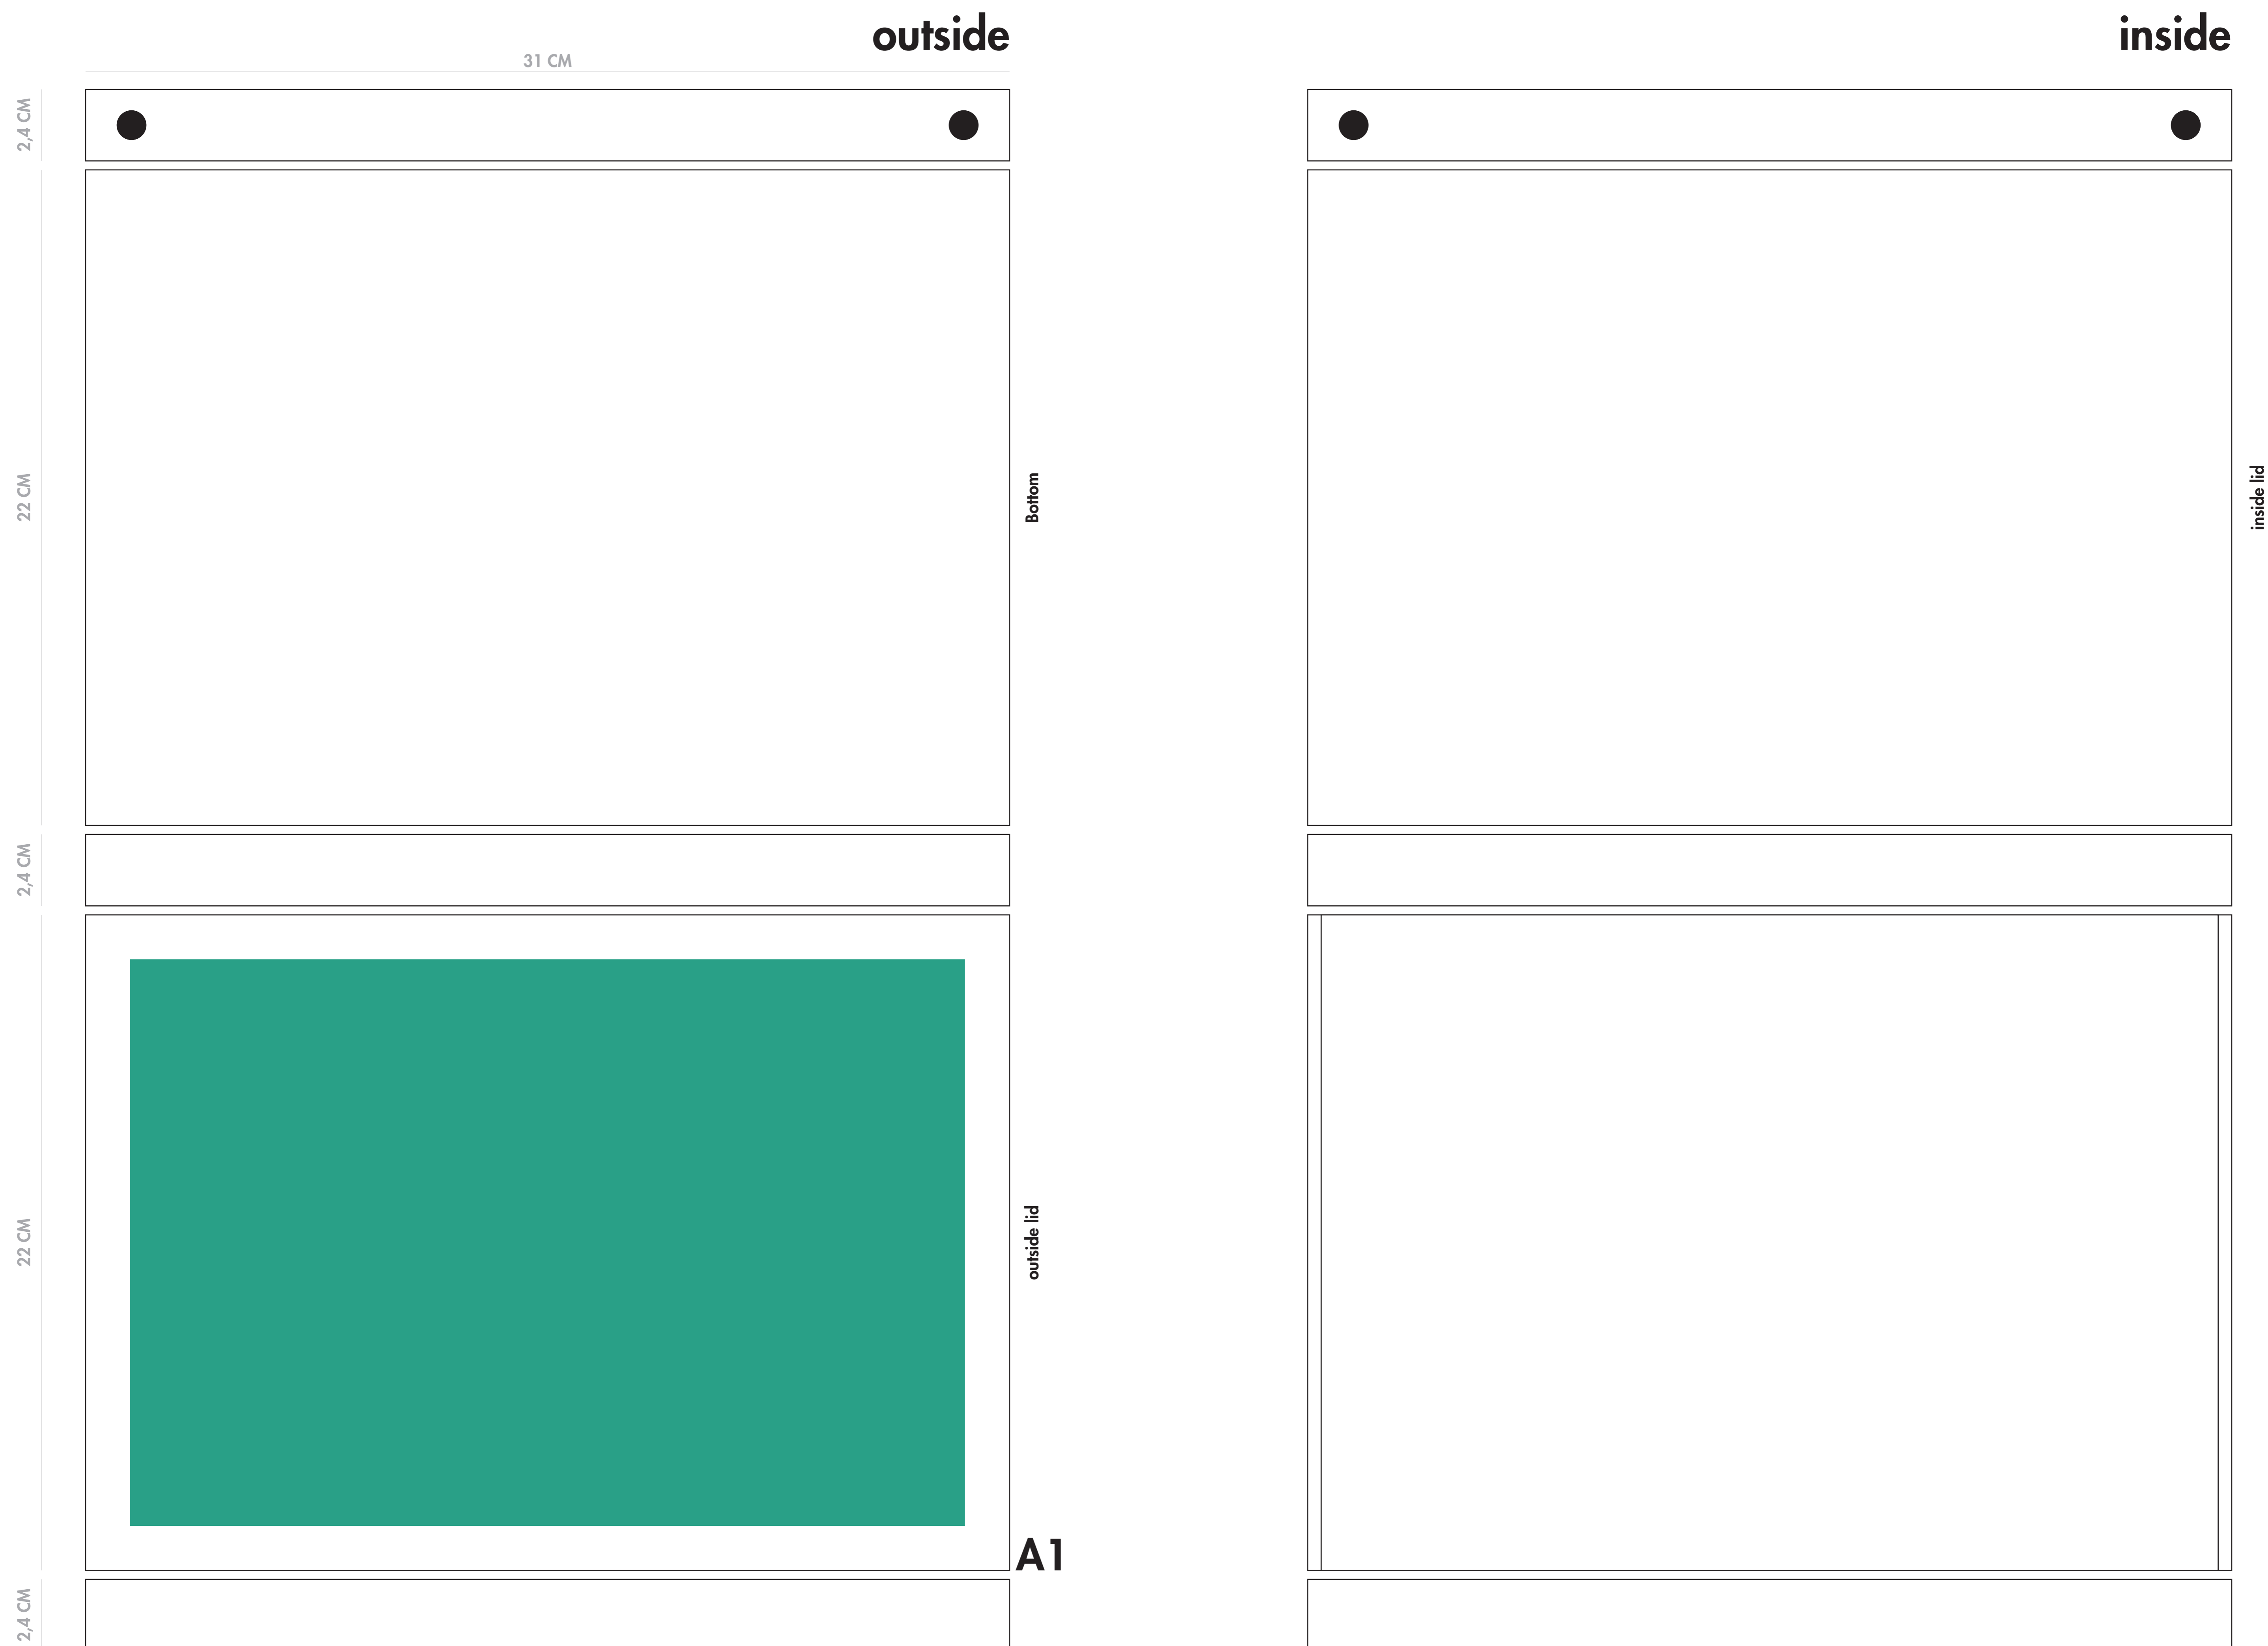 outside
inside
31 CM
2,4 CM
22 CM
Bottom
inside lid
2,4 CM
22 CM
outside lid
A1
2,4 CM